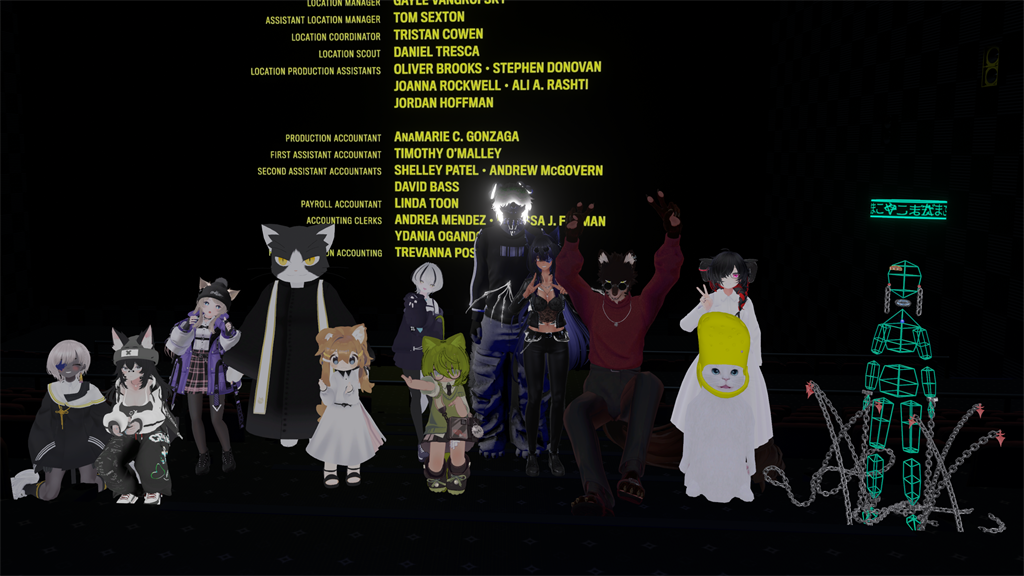 LOCATION MANAGER
ASSISTANT LOCATION MANAGER TOM SEXTON
LOCATION COORDINATOR TRISTAN COWEN
LOCATION SCOUT DANIEL TRESCA
LOCATION PRODUCTION ASSISTANTS OLIVER BROOKS • STEPHEN DONOVAN
JOANNA ROCKWELL • ALI A. RASHTI
JORDAN HOFFMAN
PRODUCTION ACCOUNTANT AnaMARIE C. GONZAGA
FIRST ASSISTANT ACCOUNTANT TIMOTHY O'MALLEY
SECOND ASSISTANT ACCOUNTANTS SHELLEY PATEL • ANDREW McGOVERN
DAVID BASS
PAYROLL ACCOUNTANT LINDA TOON
ACCOUNTING CLERKS ANDREA MENDEZ •
YDANIA
ACCOUNTING TREVANNA